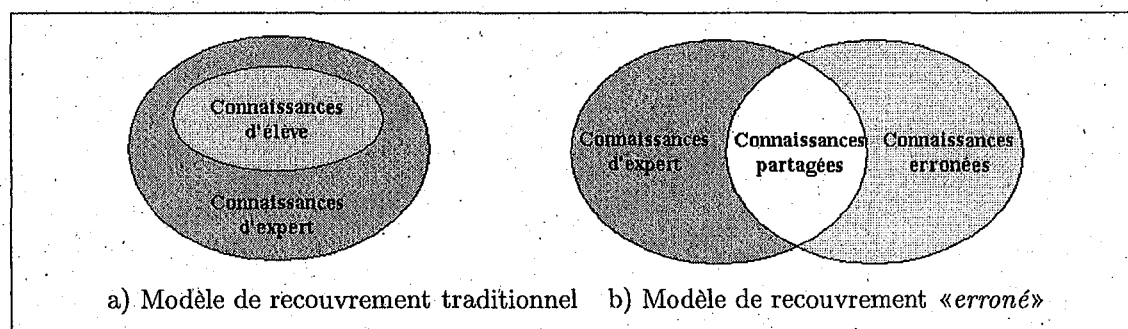 Connaissances
d'élève
Connaissances
d'expert
Connaissances
d'expert
Connaissances
partagées
Connaissances
erronées
a) Modèle de recouvrement traditionnel
b) Modèle de recouvrement «erroné»